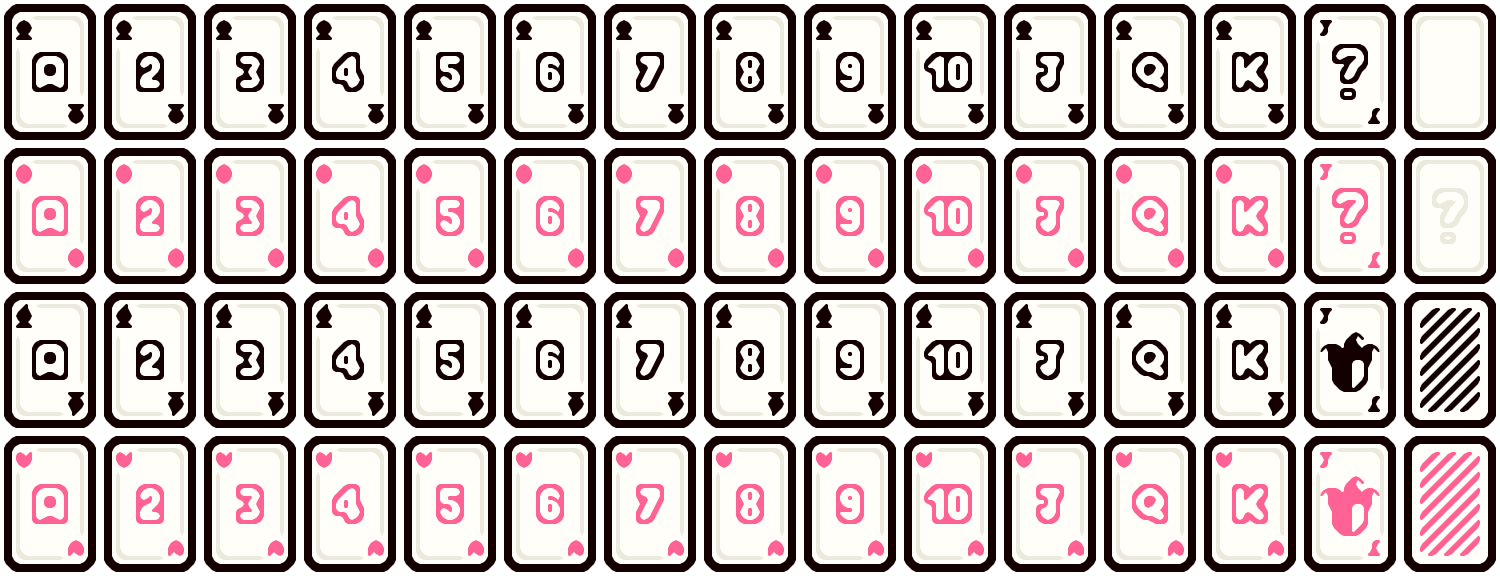 A 2 3 4 5 6 7 8 9 10 J Q K ?
A 2 3 4 5 6 7 8 9 10 J Q K ? ?
A 2 3 4 5 6 7 8 9 10 J Q K
A 2 3 4 5 6 7 8 9 10 J Q K